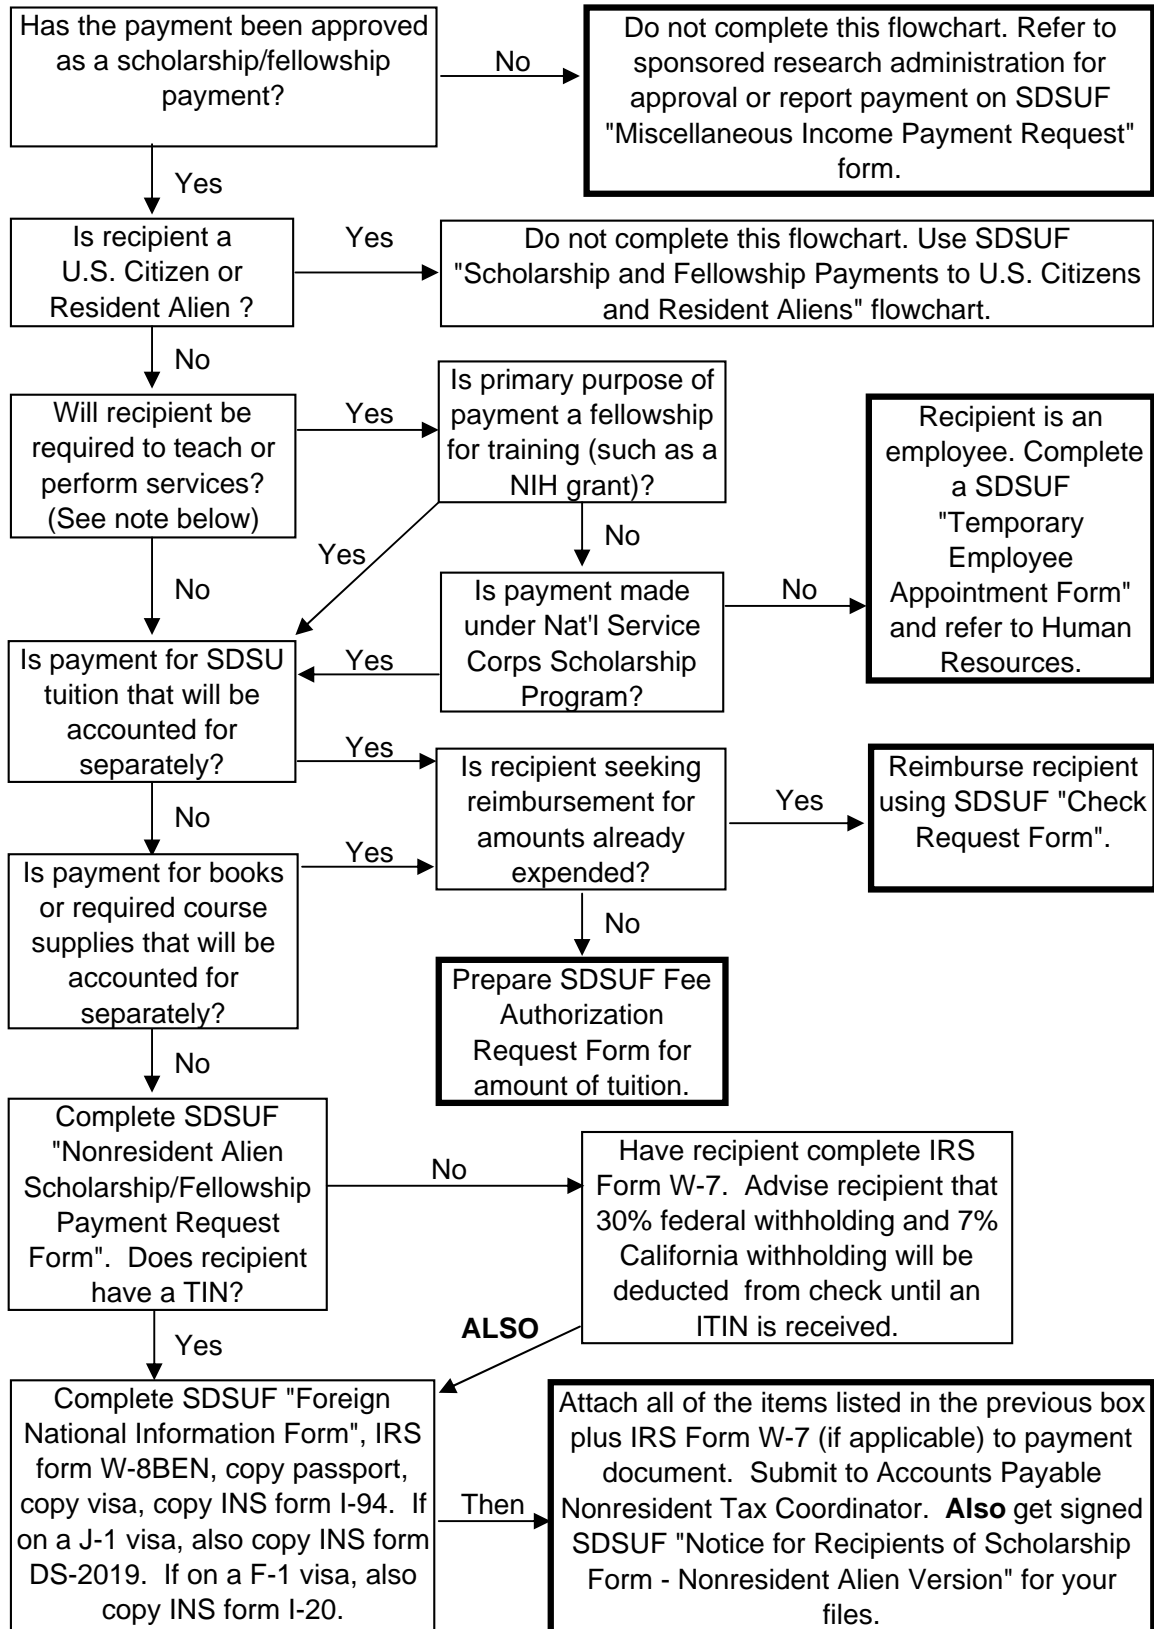 Has the payment been approved
as a scholarship/fellowship
payment?
No
Do not complete this flowchart. Refer to
sponsored research administration for
approval or report payment on SDSUF
"Miscellaneous Income Payment Request"
form.
Yes
Is recipient a
U.S. Citizen or
Resident Alien ?
Yes
Do not complete this flowchart. Use SDSUF
"Scholarship and Fellowship Payments to U.S. Citizens
and Resident Aliens" flowchart.
No
Will recipient be
required to teach or
perform services?
(See note below)
Yes
Is primary purpose of
payment a fellowship
for training (such as a
NIH grant)?
Recipient is an
employee. Complete
a SDSUF
"Temporary
Employee
Appointment Form"
and refer to Human
Resources.
Yes
No
No
Is payment made
under Nat'l Service
Corps Scholarship
Program?
No
Yes
Is payment for SDSU
tuition that will be
accounted for
separately?
Yes
Is recipient seeking
reimbursement for
amounts already
expended?
Yes
Reimburse recipient
using SDSUF "Check
Request Form".
No
Is payment for books
or required course
supplies that will be
accounted for
separately?
Yes
No
Prepare SDSUF Fee
Authorization
Request Form for
amount of tuition.
No
Complete SDSUF
"Nonresident Alien
Scholarship/Fellowship
Payment Request
Form".  Does recipient
have a TIN?
No
Have recipient complete IRS
Form W-7.  Advise recipient that
30% federal withholding and 7%
California withholding will be
deducted  from check until an
ITIN is received.
ALSO
Yes
Complete SDSUF "Foreign
National Information Form", IRS
form W-8BEN, copy passport,
copy visa, copy INS form I-94.  If
on a J-1 visa, also copy INS form
DS-2019.  If on a F-1 visa, also
copy INS form I-20.
Then
Attach all of the items listed in the previous box
plus IRS Form W-7 (if applicable) to payment
document.  Submit to Accounts Payable
Nonresident Tax Coordinator.  Also get signed
SDSUF "Notice for Recipients of Scholarship
Form - Nonresident Alien Version" for your
files.